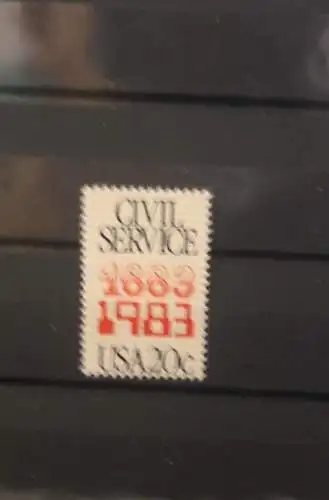 CIVIL
SERVICE
1883
1983
USA 20c